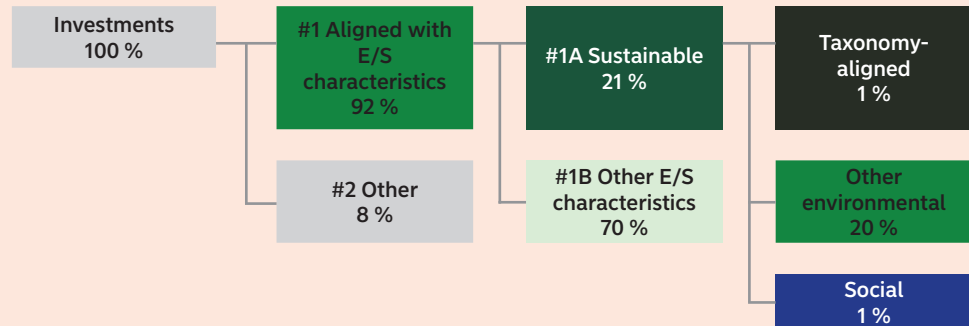 Investments
100 %
#1 Aligned with
E/S
characteristics
92 %
#1A Sustainable
21 %
Taxonomy-
aligned
1 %
#2 Other
8 %
#1B Other E/S
characteristics
70 %
Other
environmental
20 %
Social
1 %